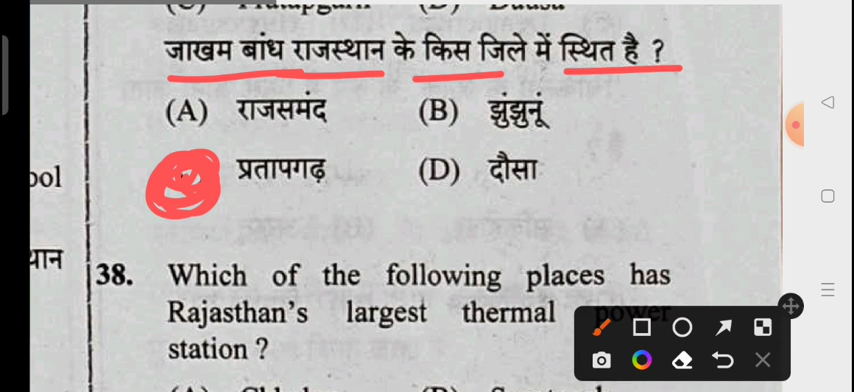 जाखम बांध राजस्थान के किस जिले में स्थित है ?
(A) राजसमंद (B) झुंझुनूं
प्रतापगढ़ (D) दौसा
38. Which of the following places has
Rajasthan's largest thermal power
station ?